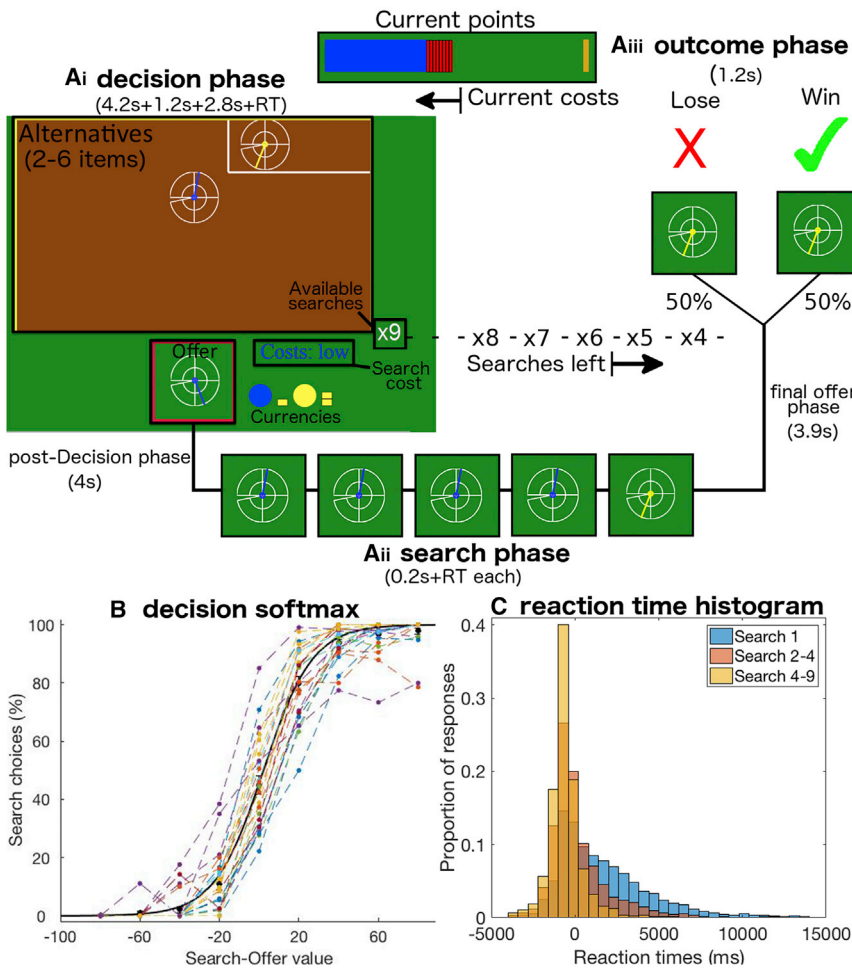 Current points
Ai decision phase
(4.2s+1.2s+2.8s+RT)
Aiii outcome phase
(1.2s)
Current costs
Lose
Win
X
Alternatives
(2-6 items)
Available
searches
x9
- - x8 - x7 - x6 - x5 - x4 -
Searches left
50%
50%
Offer
Costs: low
Search
cost
Currencies
final offer
phase
(3.9s)
post-Decision phase
(4s)
Aii search phase
(0.2s+RT each)
B decision softmax
Search choices (%)
100
80
60
40
20
0
-100
-60
-20
20
60
Search-Offer value
C reaction time histogram
Search 1
Search 2-4
Search 4-9
Proportion of responses
0.4
0.3
0.2
0.1
0
-5000
0
5000
10000
15000
Reaction times (ms)